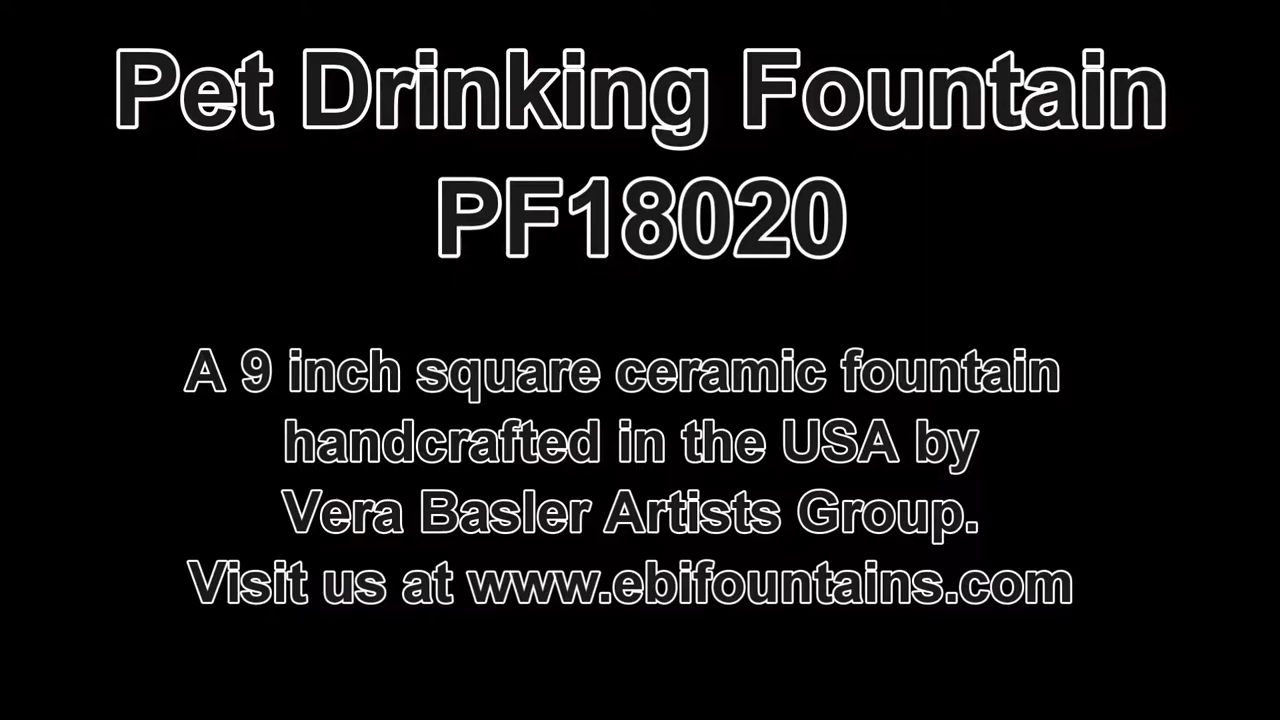 Pet Drinking Fountain
PF18020
A 9 inch square ceramic fountain
handcrafted in the USA by
Vera Basler Artists Group.
Visit us at www.ebifountains.com